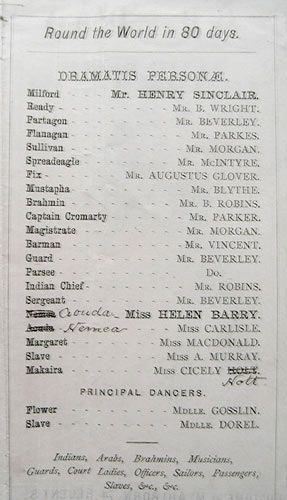 Round the World in 80 days.
DRAMATIS PERSONÆ.
Milford - - - Mr. HENRY SINCLAIR.
Ready - - - - - - - Mr. B. WRIGHT.
Partagon - - - - - - Mr. BEVERLEY.
Flanagan - - - - - - Mr. PARKES.
Sullivan - - - - - - Mr. MORGAN.
Spreadeagle - - - - - Mr. McINTYRE.
Fix - - - - Mr. AUGUSTUS GLOVER.
Mustapha - - - - - - Mr. BLYTHE.
Brahmin - - - - - - Mr. B. ROBINS.
Captain Cromarty - - - - Mr. PARKER.
Magistrate - - - - - - Mr. MORGAN.
Barman - - - - - - Mr. VINCENT.
Guard - - - - - - Mr. BEVERLEY.
Parsee - - - - - - - Do.
Indian Chief - - - - - Mr. ROBINS.
Sergeant - - - - - - Mr. BEVERLEY.
Nemea Aouda - - Miss HELEN BARRY.
Aouda Nemea - - Miss CARLISLE.
Margaret - - - - Miss MACDONALD.
Slave - - - - - - Miss A. MURRAY.
Makaira - - - - Miss CICELY HOLT.
Holt
PRINCIPAL DANCERS.
Flower - - - - - Mdlle. GOSSLIN.
Slave - - - - - - Mdlle. DOREL.
Indians, Arabs, Brahmins, Musicians,
Guards, Court Ladies, Officers, Sailors, Passengers,
Slaves, &c., &c.